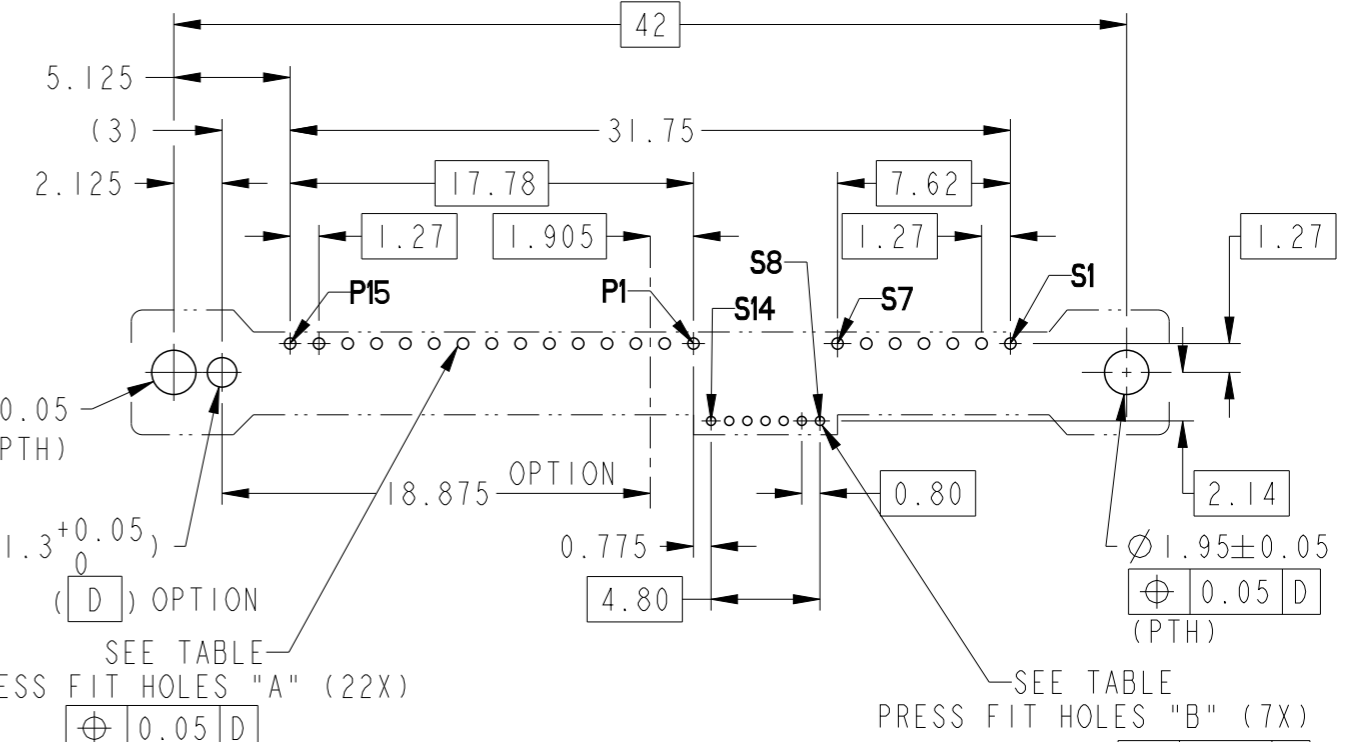 42
5.125
(3)
31.75
2.125
17.78
7.62
1.27
1.905
1.27
1.27
S8
P15
P1
S14
S7
S1
0.05
PTH)
OPTION
18.875
0.80
2.14
1.3 +0.05 0 )
0.775
Ø1.95±0.05
( D ) OPTION
4.80
⌖ 0.05 D
(PTH)
SEE TABLE
ESS FIT HOLES "A" (22X)
⌖ 0.05 D
SEE TABLE
PRESS FIT HOLES "B" (7X)